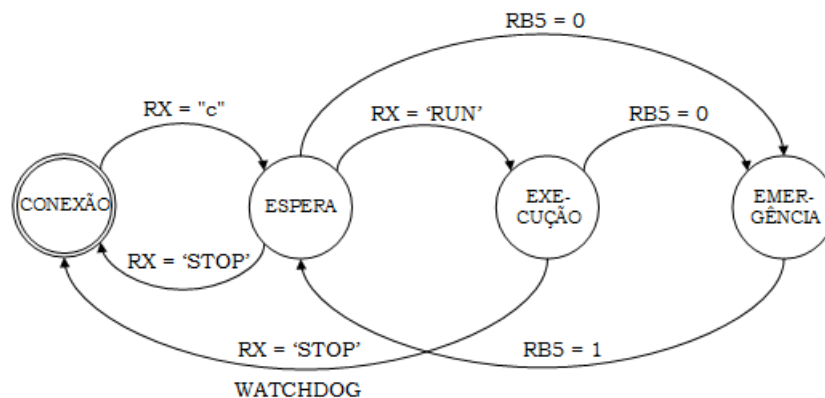 RB5 = 0
RX = "c"
RX = ‘RUN’
RB5 = 0
CONEXÃO
ESPERA
EXE-
CUÇÃO
EMER-
GÊNCIA
RX = ‘STOP’
RX = ‘STOP’
RB5 = 1
WATCHDOG